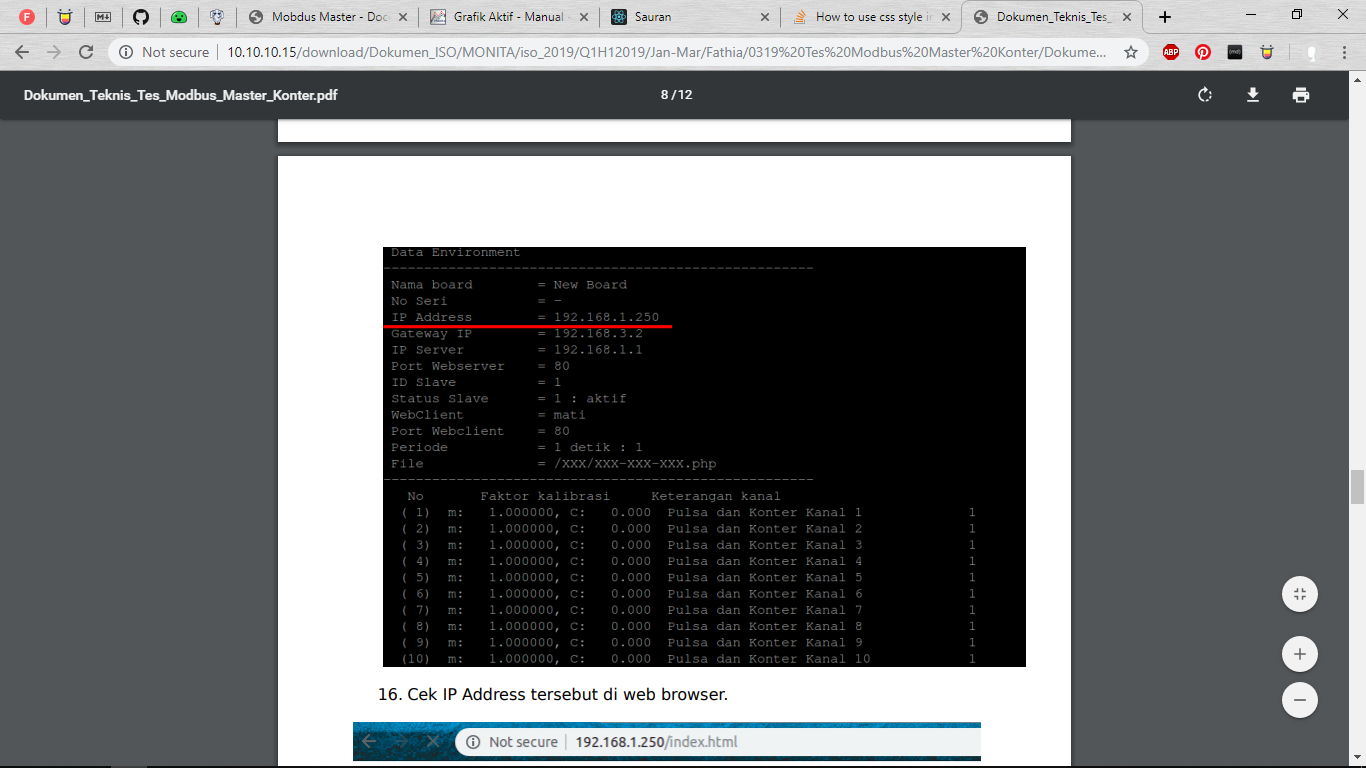 Mobdus Master - Doc
Grafik Aktif - Manual -
Sauran
How to use css style in
Dokumen_Teknis_Tes_
Not secure 10.10.10.15/download/Dokumen_ISO/MONITA/iso_2019/Q1H12019/Jan-Mar/Fathia/0319%20Tes%20Modbus%20Master%20Konter/Dokume...
ABP
Dokumen_Teknis_Tes_Modbus_Master_Konter.pdf
8 / 12
Data Environment
-----------------------------------------------------
Nama board = New Board
No Seri = -
IP Address = 192.168.1.250
Gateway IP = 192.168.3.2
IP Server = 192.168.1.1
Port Webserver = 80
ID Slave = 1
Status Slave = 1 : aktif
WebClient = mati
Port Webclient = 80
Periode = 1 detik : 1
File = /XXX/XXX-XXX-XXX.php
-----------------------------------------------------
No Faktor kalibrasi Keterangan kanal
( 1) m: 1.000000, C: 0.000 Pulsa dan Konter Kanal 1 1
( 2) m: 1.000000, C: 0.000 Pulsa dan Konter Kanal 2 1
( 3) m: 1.000000, C: 0.000 Pulsa dan Konter Kanal 3 1
( 4) m: 1.000000, C: 0.000 Pulsa dan Konter Kanal 4 1
( 5) m: 1.000000, C: 0.000 Pulsa dan Konter Kanal 5 1
( 6) m: 1.000000, C: 0.000 Pulsa dan Konter Kanal 6 1
( 7) m: 1.000000, C: 0.000 Pulsa dan Konter Kanal 7 1
( 8) m: 1.000000, C: 0.000 Pulsa dan Konter Kanal 8 1
( 9) m: 1.000000, C: 0.000 Pulsa dan Konter Kanal 9 1
(10) m: 1.000000, C: 0.000 Pulsa dan Konter Kanal 10 1
16. Cek IP Address tersebut di web browser.
Not secure 192.168.1.250/index.html